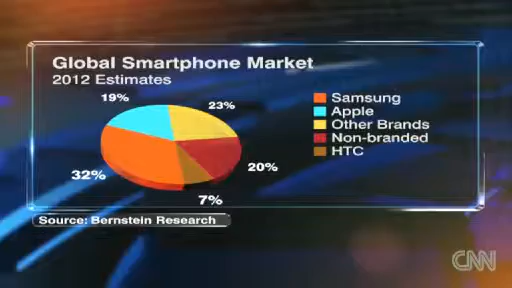 Global Smartphone Market
2012 Estimates
19%
23%
32%
20%
7%
Samsung
Apple
Other Brands
Non-branded
HTC
Source: Bernstein Research
CNN